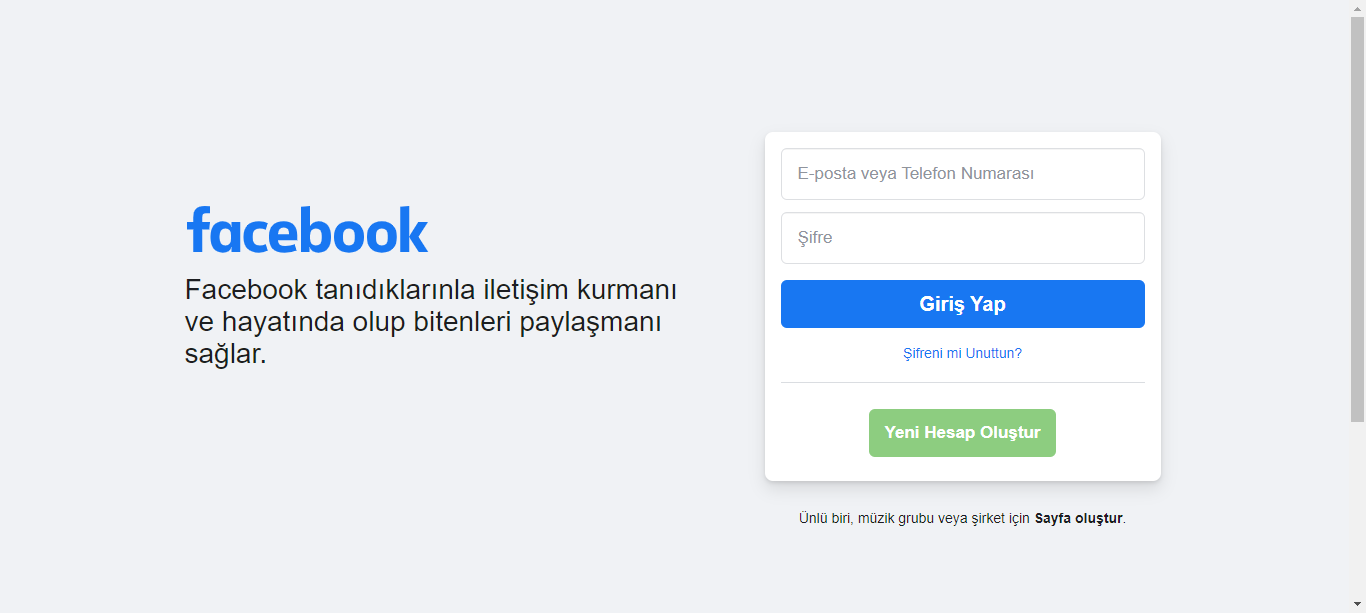 facebook
Facebook tanıdıklarınla iletişim kurmanı
ve hayatında olup bitenleri paylaşmanı
sağlar.
E-posta veya Telefon Numarası
Şifre
Giriş Yap
Şifreni mi Unuttun?
Yeni Hesap Oluştur
Ünlü biri, müzik grubu veya şirket için Sayfa oluştur.